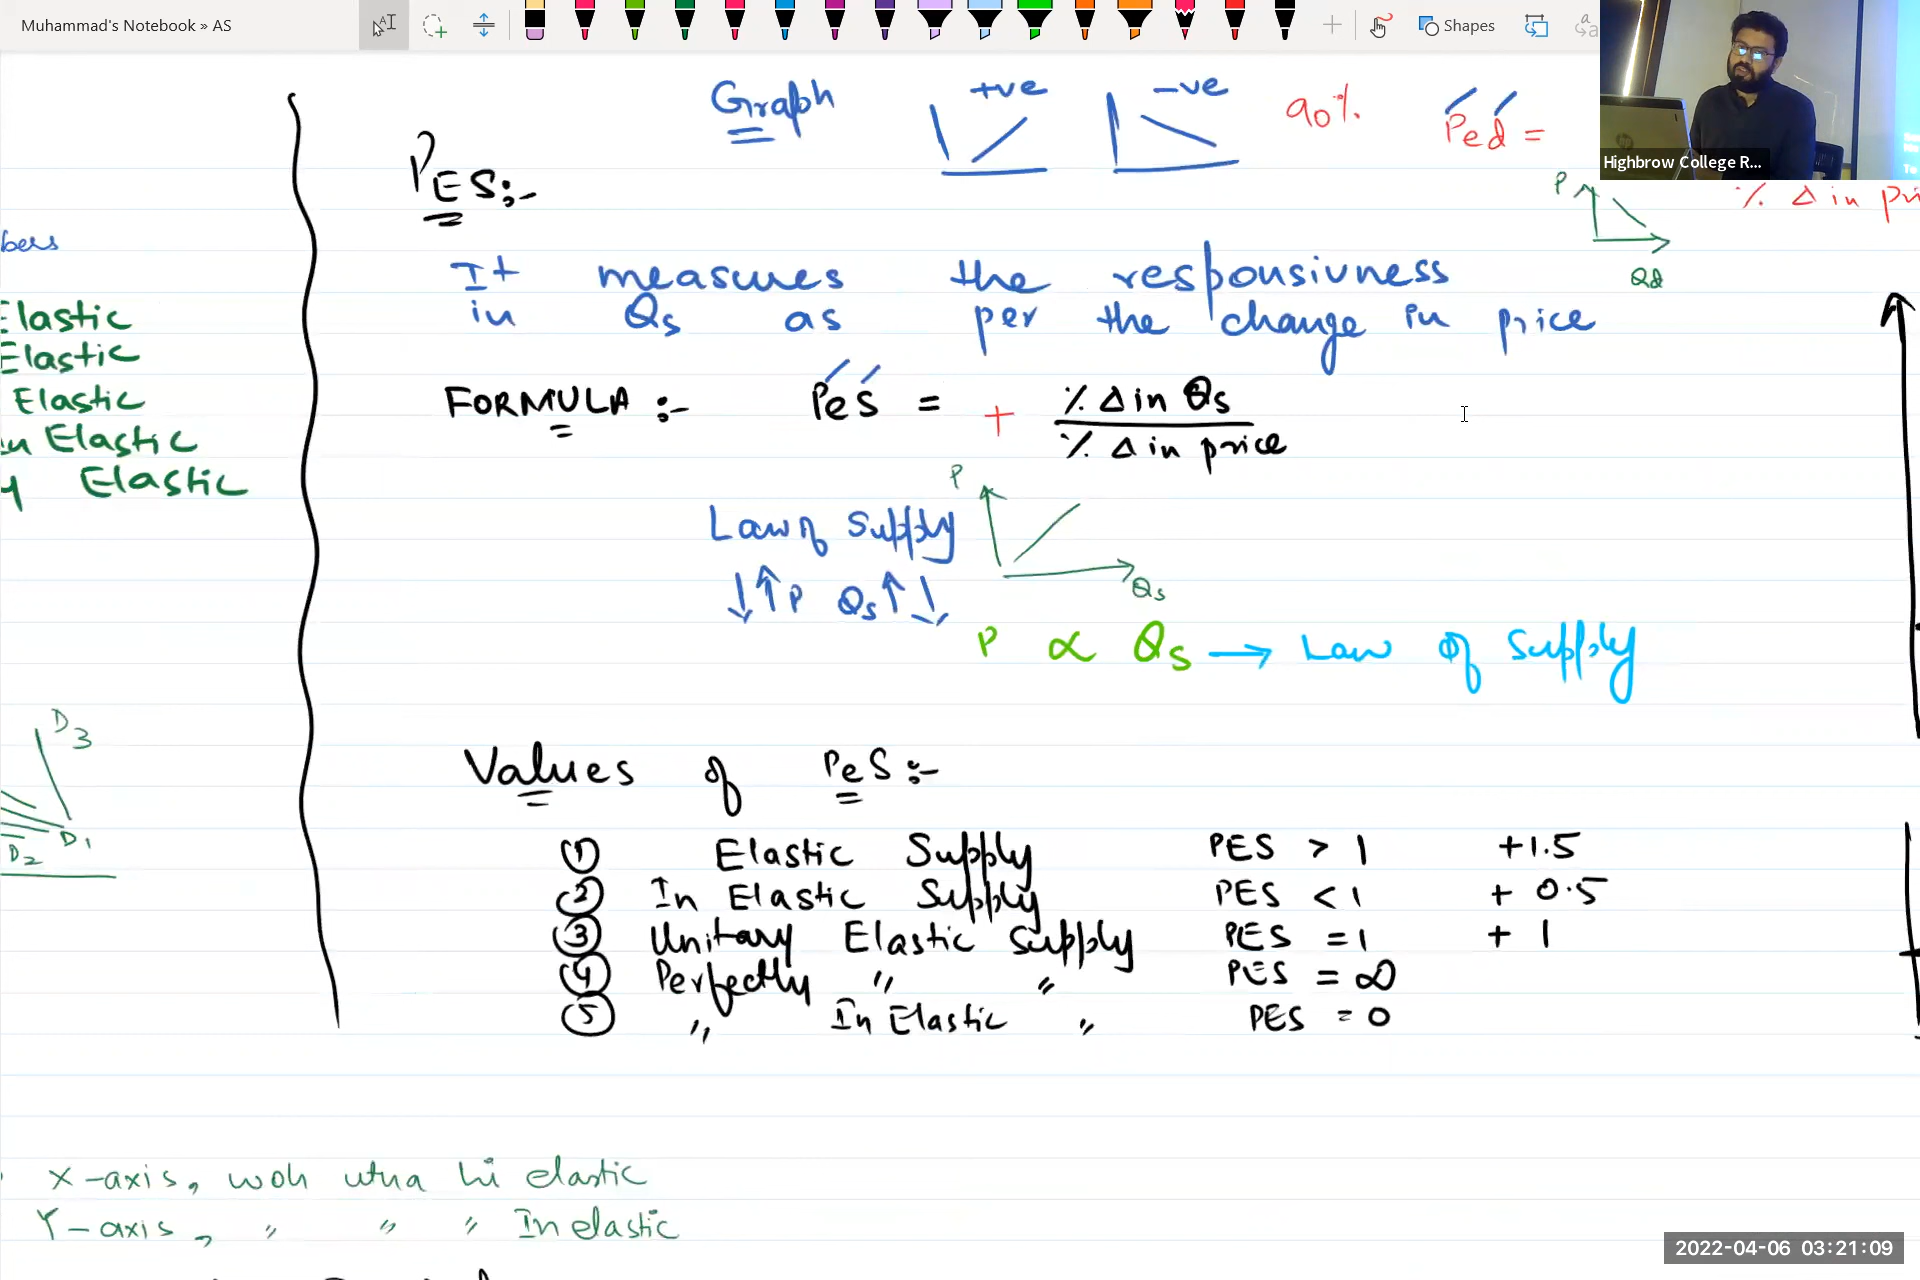 Muhammad's Notebook » AS
Shapes
Highbrow College R...
Graph +ve -ve 90% Ped =
% Δ in pri
P
Qd
PES:-
bers
It measures the responsivness
in Qs as per the change in price
Elastic
Elastic
Elastic
in Elastic
y Elastic
FORMULA :- PeS = + % Δ in Qs
% Δ in price
P
Law of Supply
Qs
↓↑P Qs↑↓
P ∝ Qs → Law of Supply
D3
D1
D2
Values of PeS :-
① Elastic Supply PES > 1 +1.5
② In Elastic Supply PES < 1 + 0.5
③ Unitary Elastic Supply PES = 1 + 1
④ Perfectly " " PES = ∞
⑤ " In Elastic " PES = 0
X-axis, woh utna hi elastic
Y-axis, " " " In elastic
2022-04-06 03:21:09